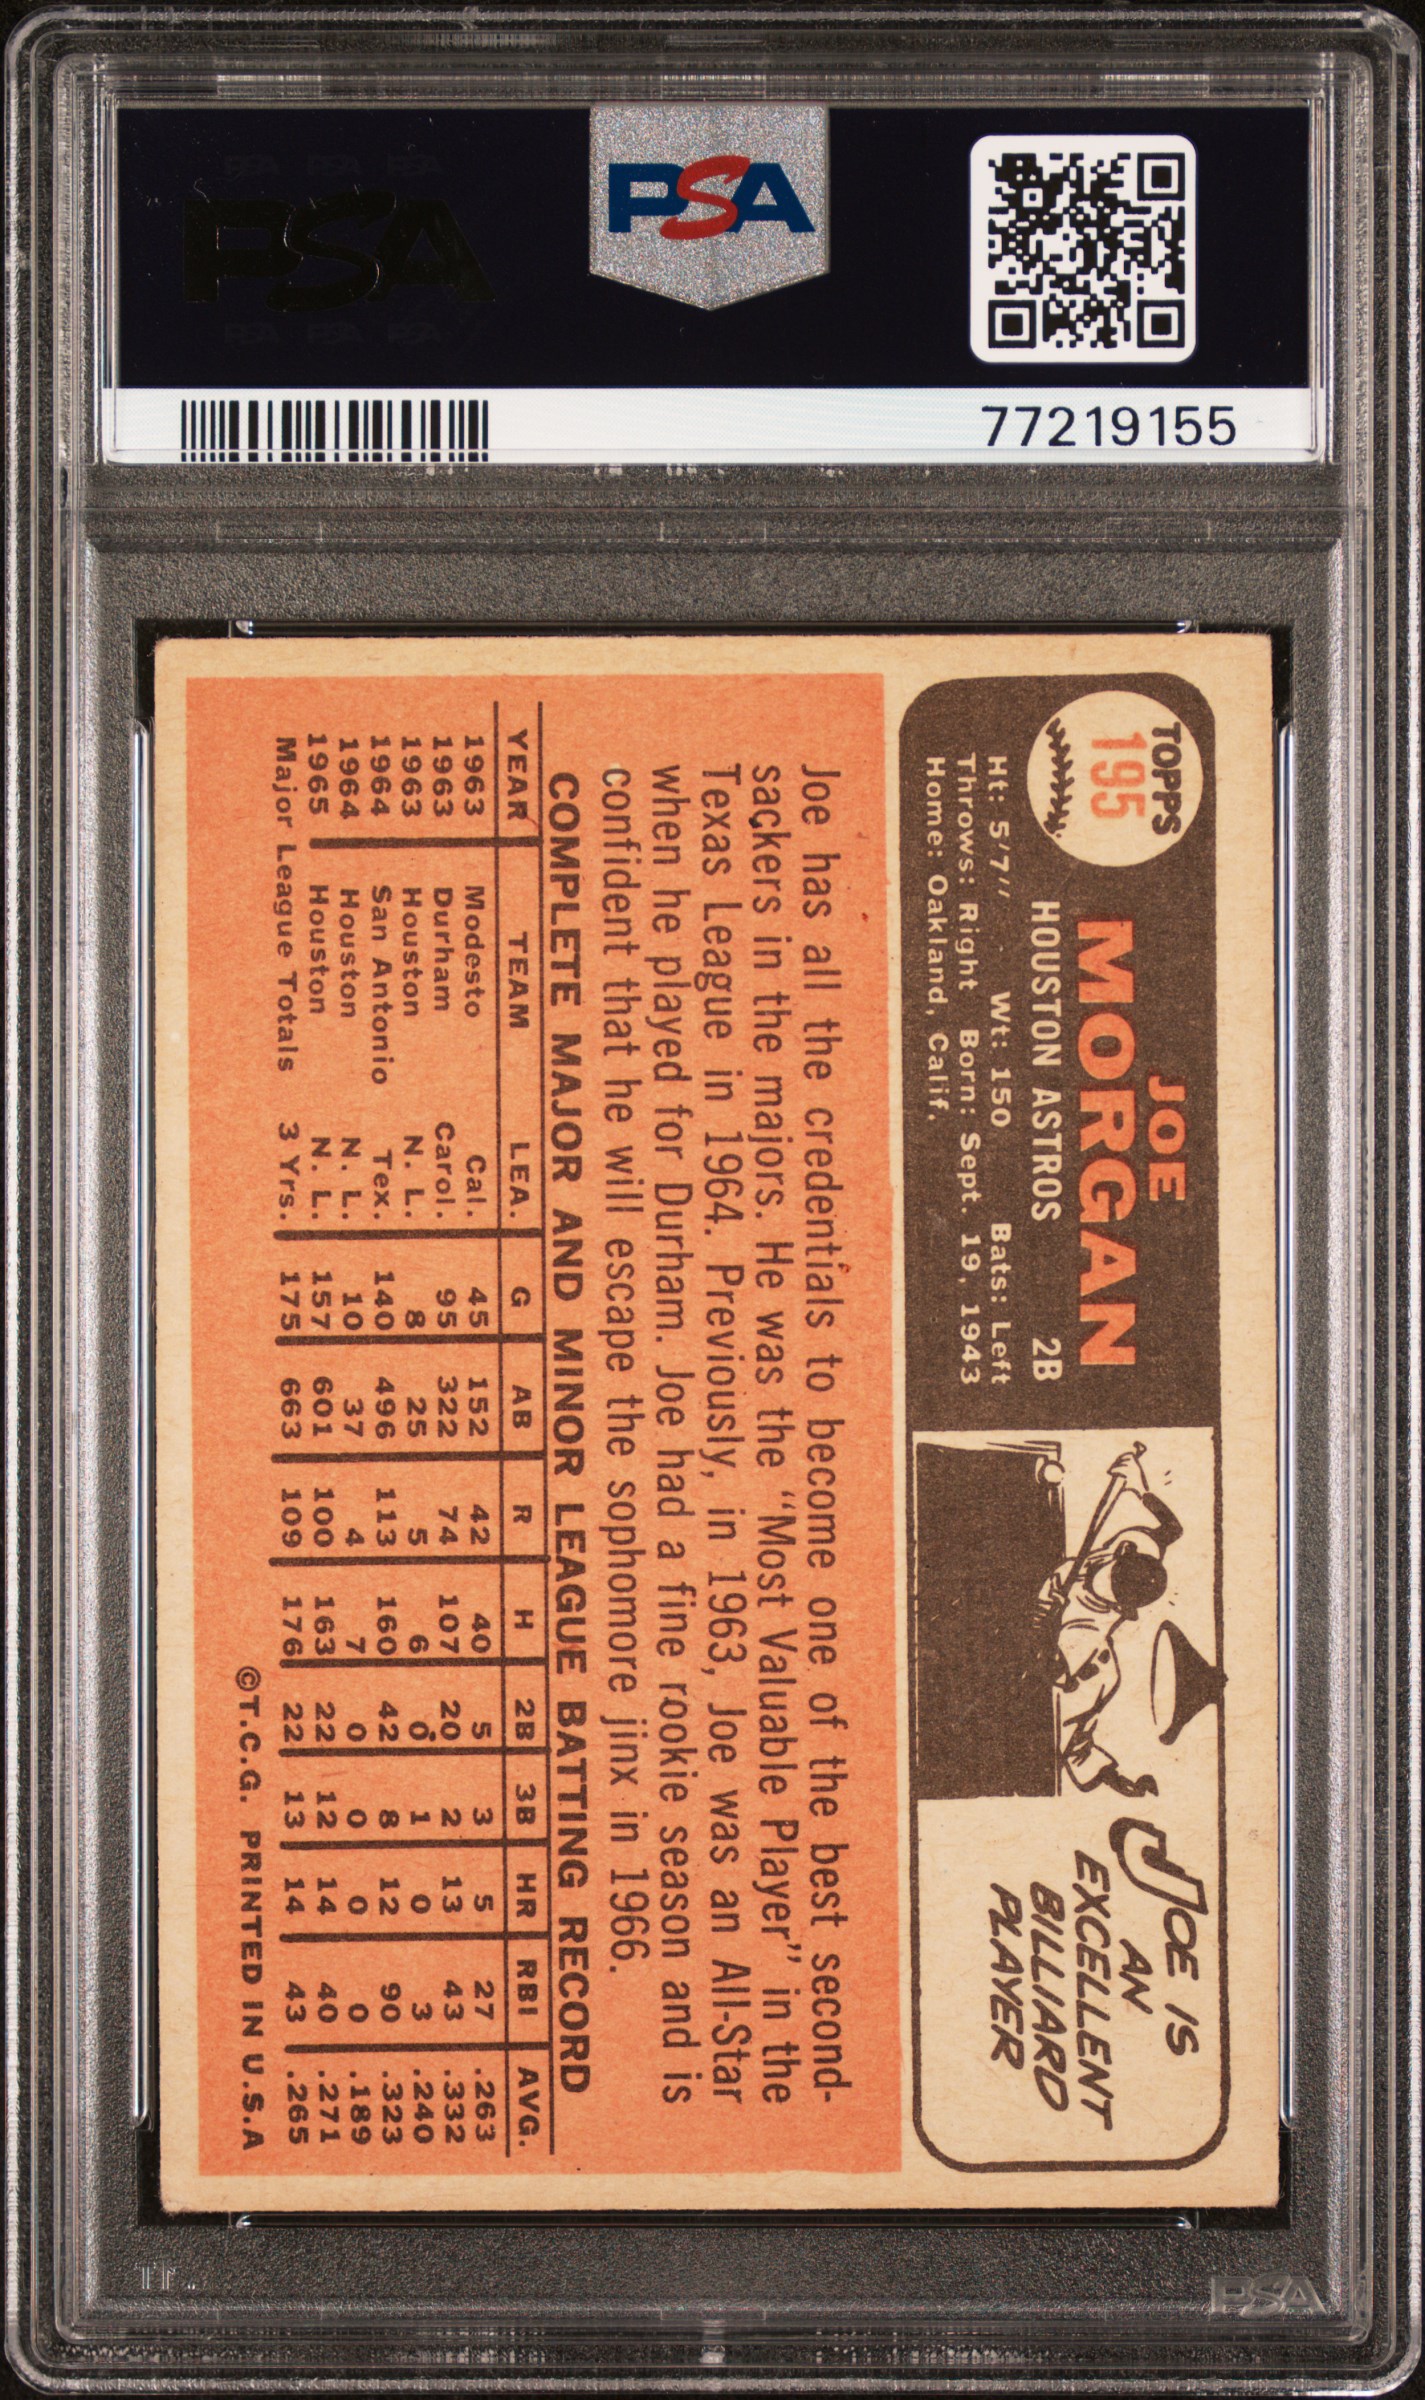 PSA PSA PSA
PSA
PSA PSA PSA
PSA
77219155
TOPPS
195
JOE
MORGAN
HOUSTON ASTROS 2B
Ht: 5'7" Wt: 150 Bats: Left
Throws: Right Born: Sept. 19, 1943
Home: Oakland, Calif.
JOE IS
AN
EXCELLENT
BILLIARD
PLAYER
Joe has all the credentials to become one of the best second-
sackers in the majors. He was the "Most Valuable Player" in the
Texas League in 1964. Previously, in 1963, Joe was an All-Star
when he played for Durham. Joe had a fine rookie season and is
confident that he will escape the sophomore jinx in 1966.
COMPLETE MAJOR AND MINOR LEAGUE BATTING RECORD
YEAR TEAM LEA. G AB R H 2B 3B HR RBI AVG.
1963 Modesto Cal. 45 152 42 40 5 3 5 27 .263
1963 Durham Carol. 95 322 74 107 20 2 13 43 .332
1963 Houston N. L. 8 25 5 6 0 1 0 3 .240
1964 San Antonio Tex. 140 496 113 160 42 8 12 90 .323
1964 Houston N. L. 10 37 4 7 0 0 0 0 .189
1965 Houston N. L. 157 601 100 163 22 12 14 40 .271
Major League Totals 3 Yrs. 175 663 109 176 22 13 14 43 .265
©T.C.G. PRINTED IN U.S.A
PSA